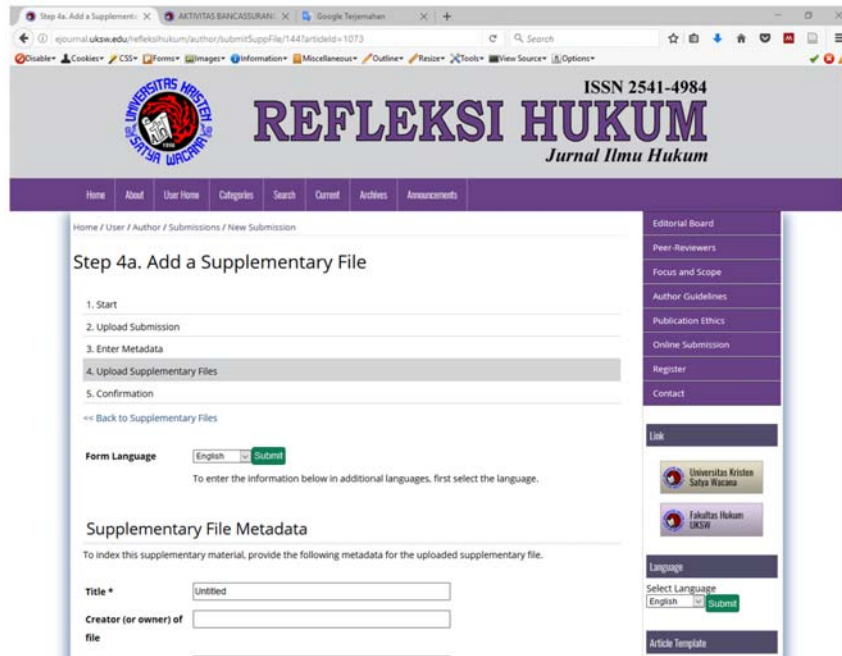 Step 4a. Add a Supplement
AKTIVITAS BANCASSURAN
Google Terjemahan
ejournal.uksw.edu/refleksihukum/author/submitSuppFile/144?articleId=1073
Search
Disable Cookies CSS Forms Images Information Miscellaneous Outline Resize Tools View Source Options
UNIVERSITAS KRISTEN
SATYA WACANA
ISSN 2541-4984
REFLEKSI HUKUM
Jurnal Ilmu Hukum
Home About User Home Categories Search Current Archives Announcements
Home / User / Author / Submissions / New Submission
Step 4a. Add a Supplementary File
1. Start
2. Upload Submission
3. Enter Metadata
4. Upload Supplementary Files
5. Confirmation
<< Back to Supplementary Files
Form Language
English Submit
To enter the information below in additional languages, first select the language.
Supplementary File Metadata
To index this supplementary material, provide the following metadata for the uploaded supplementary file.
Title *
Untitled
Creator (or owner) of
file
Editorial Board
Peer-Reviewers
Focus and Scope
Author Guidelines
Publication Ethics
Online Submission
Register
Contact
Link
Universitas Kristen
Satya Wacana
Fakultas Hukum
UKSW
Language
Select Language
English Submit
Article Template